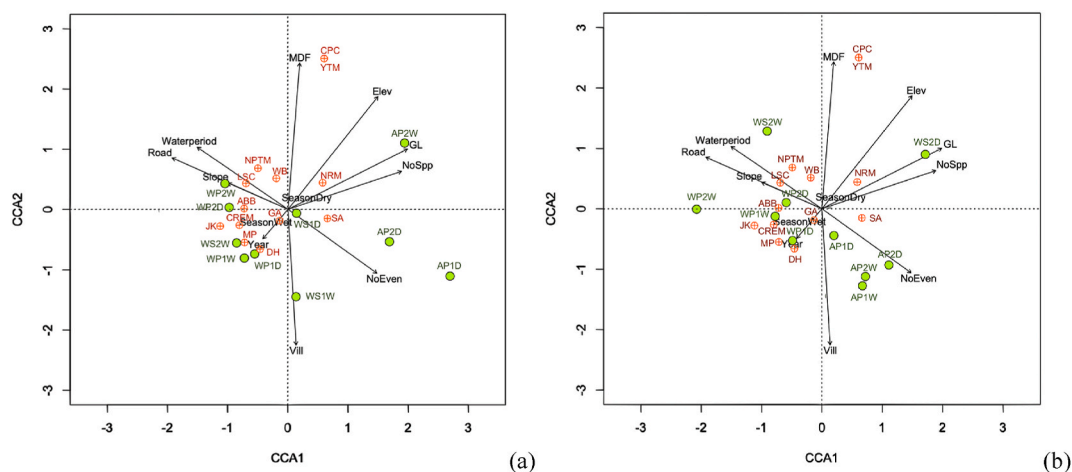 3
2
1
0
-1
-2
-3
CCA2
-3
-2
-1
0
1
2
3
CCA1
(a)
MDF
CPC
YTM
Elev
AP2W
GL
NoSpp
Waterperiod
Road
NPTM
WB
NRM
Slope
LSC
WP2W
SeasonDry
WP2D
ABB
GA
SA
JK
CREM
SeasonWet
WS1D
MP
Year
WS2W
DH
AP2D
WP1W
WP1D
NoEven
AP1D
WS1W
Vill
3
2
1
0
-1
-2
-3
CCA2
-3
-2
-1
0
1
2
3
CCA1
(b)
MDF
CPC
YTM
Elev
WS2W
WS2D
GL
Waterperiod
Road
NPTM
WB
NRM
NoSpp
Slope
LSC
WP2D
SeasonDry
WP2W
ABB
WP1W
GA
SA
JK
CREM
SeasonWet
MP
WP1D
Year
DH
AP1D
AP2D
AP2W
NoEven
AP1W
Vill